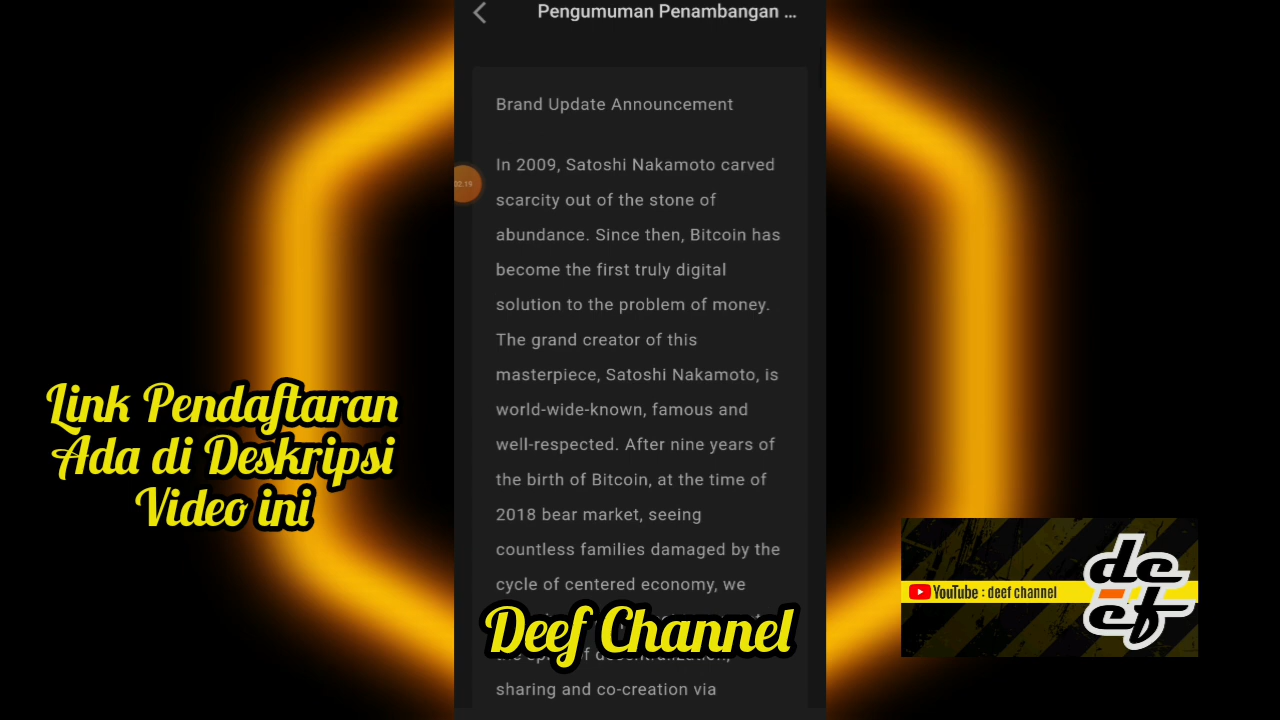 Pengumuman Penambangan ...
Brand Update Announcement
In 2009, Satoshi Nakamoto carved
scarcity out of the stone of
abundance. Since then, Bitcoin has
become the first truly digital
solution to the problem of money.
The grand creator of this
masterpiece, Satoshi Nakamoto, is
world-wide-known, famous and
well-respected. After nine years of
the birth of Bitcoin, at the time of
2018 bear market, seeing
countless families damaged by the
cycle of centered economy, we
sharing and co-creation via
02.19
Link Pendaftaran
Ada di Deskripsi
Video ini
Deef Channel
YouTube : deef channel
de
ef